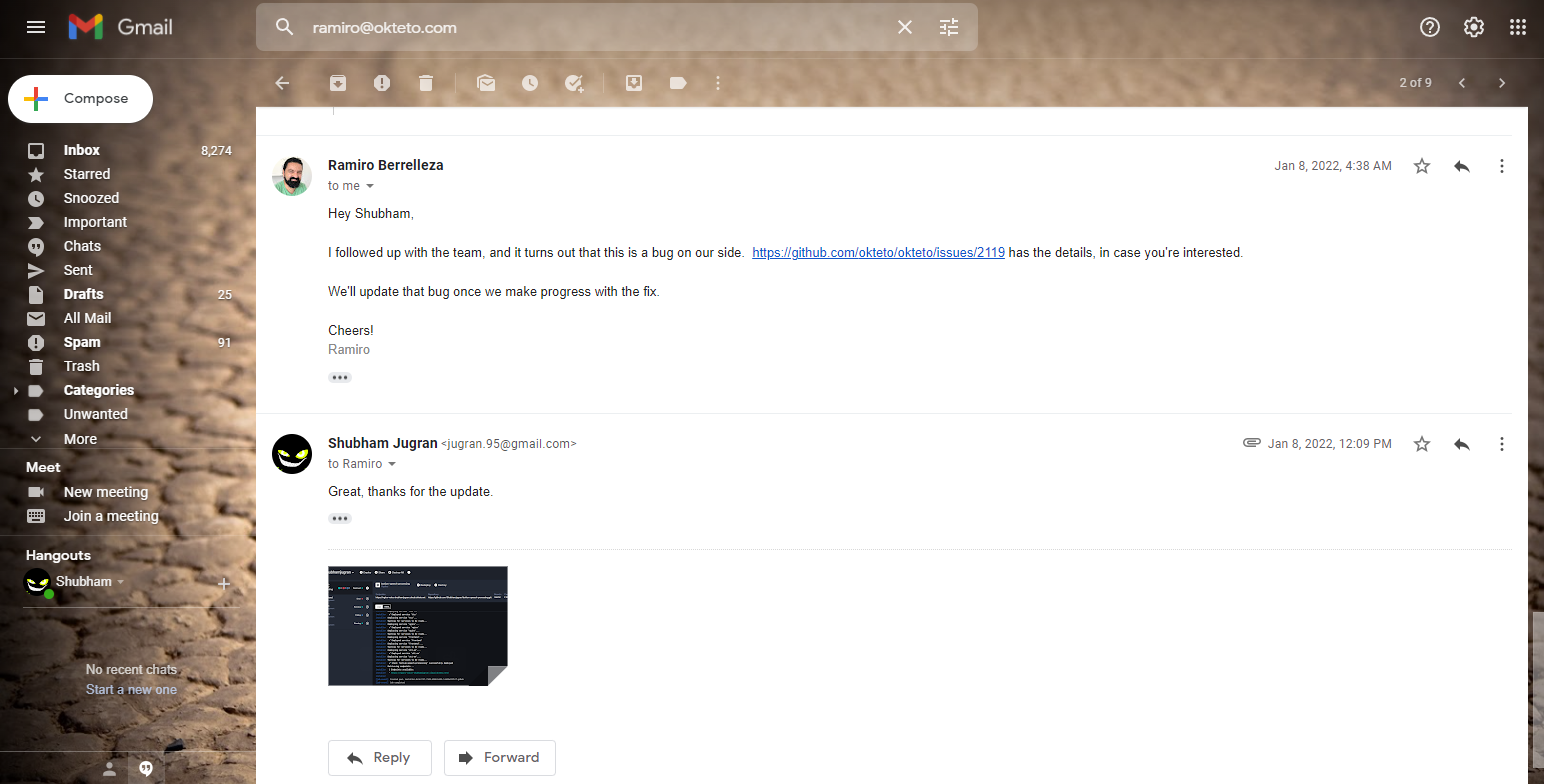 Gmail
ramiro@okteto.com
Compose
2 of 9
Inbox 8,274
Starred
Snoozed
Important
Chats
Sent
Drafts 25
All Mail
Spam 91
Trash
Categories
Unwanted
More
Meet
New meeting
Join a meeting
Hangouts
Shubham
No recent chats
Start a new one
Ramiro Berrelleza Jan 8, 2022, 4:38 AM
to me
Hey Shubham,
I followed up with the team, and it turns out that this is a bug on our side. https://github.com/okteto/okteto/issues/2119 has the details, in case you're interested.
We'll update that bug once we make progress with the fix.
Cheers!
Ramiro
Shubham Jugran <jugran.95@gmail.com> Jan 8, 2022, 12:09 PM
to Ramiro
Great, thanks for the update.
Reply Forward